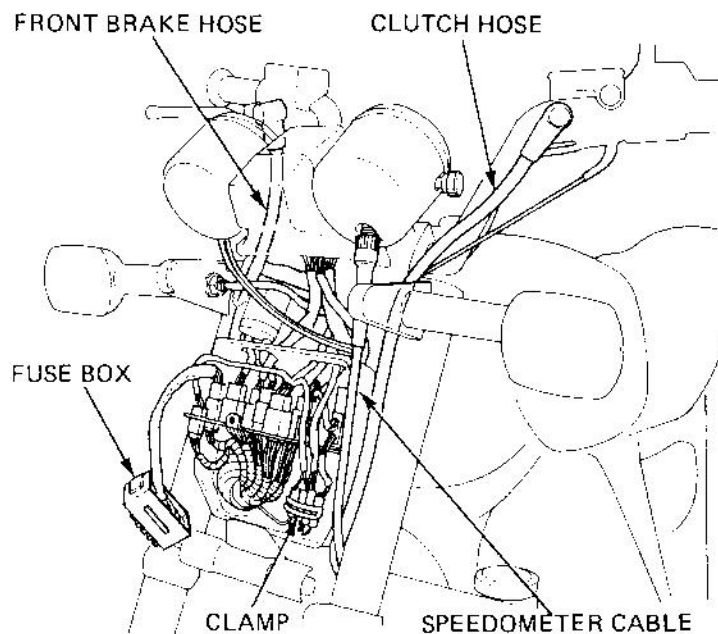 FRONT BRAKE HOSE
CLUTCH HOSE
FUSE BOX
CLAMP
SPEEDOMETER CABLE